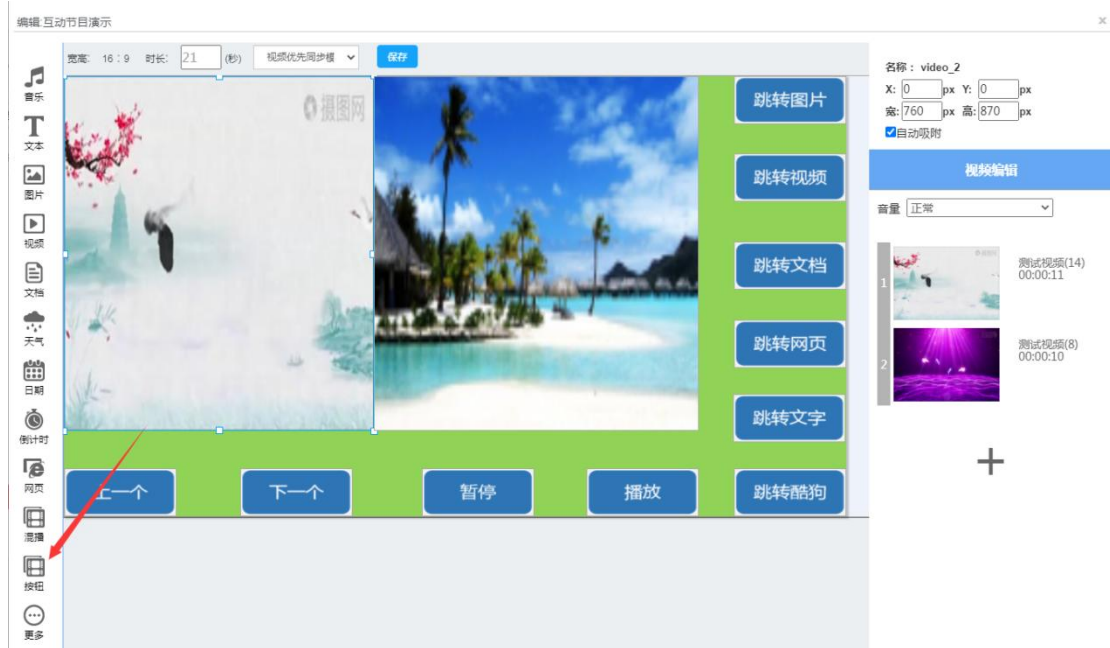 编辑:互动节目演示
×
宽高: 16:9 时长: 21 (秒) 视频优先同步模 保存
音乐
文本
图片
视频
文档
天气
日期
倒计时
网页
混播
按钮
更多
摄图网
跳转图片
跳转视频
跳转文档
跳转网页
跳转文字
上一个 下一个 暂停 播放 跳转酷狗
名称: video_2
X: 0 px Y: 0 px
宽: 760 px 高: 870 px
自动吸附
视频编辑
音量 正常
1
测试视频(14)
00:00:11
2
测试视频(8)
00:00:10